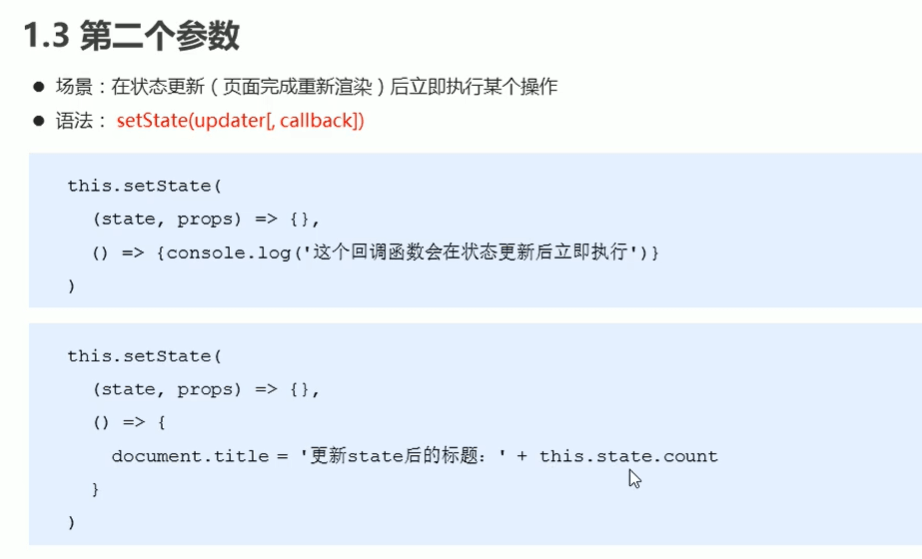 1.3 第二个参数
● 场景：在状态更新（页面完成重新渲染）后立即执行某个操作
● 语法： setState(updater[, callback])
this.setState(
(state, props) => {},
() => {console.log('这个回调函数会在状态更新后立即执行')}
)
this.setState(
(state, props) => {},
() => {
document.title = '更新state后的标题：' + this.state.count
}
)